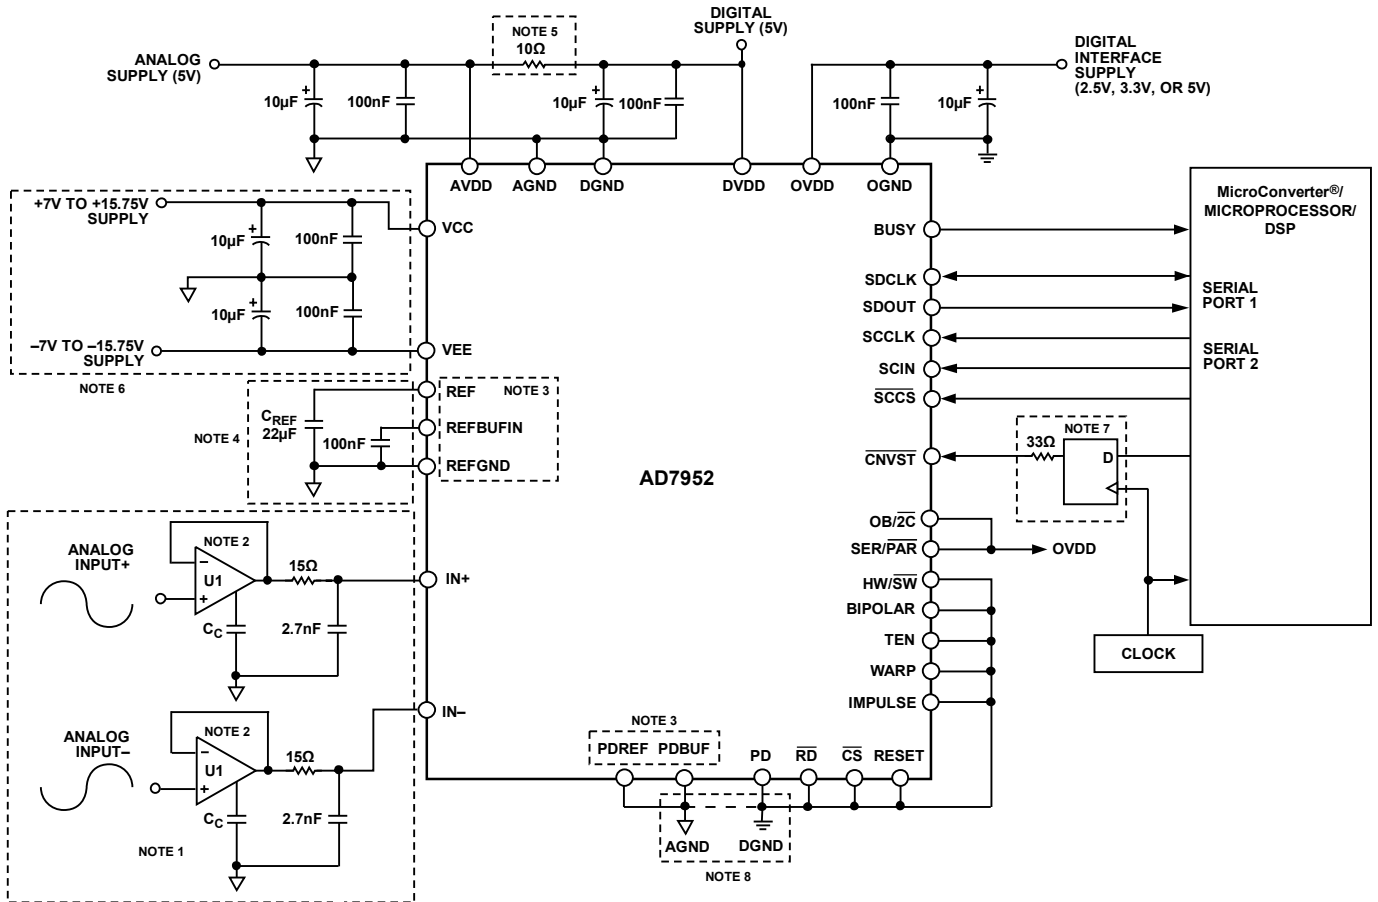 DIGITAL
SUPPLY (5V)
NOTE 5
10Ω
ANALOG
SUPPLY (5V)
DIGITAL
INTERFACE
SUPPLY
(2.5V, 3.3V, OR 5V)
+
10µF
100nF
+
10µF
100nF
100nF
+
10µF
AVDD
AGND
DGND
DVDD
OVDD
OGND
+7V TO +15.75V
SUPPLY
+
10µF
100nF
+
10µF
100nF
–7V TO –15.75V
SUPPLY
NOTE 6
VCC
VEE
NOTE 4
CREF
22µF
100nF
REF
NOTE 3
REFBUFIN
REFGND
AD7952
BUSY
SDCLK
SDOUT
SCCLK
SCIN
SCCS
CNVST
OB/2C
SER/PAR
OVDD
HW/SW
BIPOLAR
TEN
WARP
IMPULSE
MicroConverter®/
MICROPROCESSOR/
DSP
SERIAL
PORT 1
SERIAL
PORT 2
NOTE 7
33Ω
D
CLOCK
ANALOG
INPUT+
NOTE 2
–
U1
+
15Ω
CC
2.7nF
IN+
ANALOG
INPUT–
NOTE 2
–
U1
+
15Ω
CC
2.7nF
IN–
NOTE 1
NOTE 3
PDREF
PDBUF
PD
RD
CS
RESET
AGND
DGND
NOTE 8